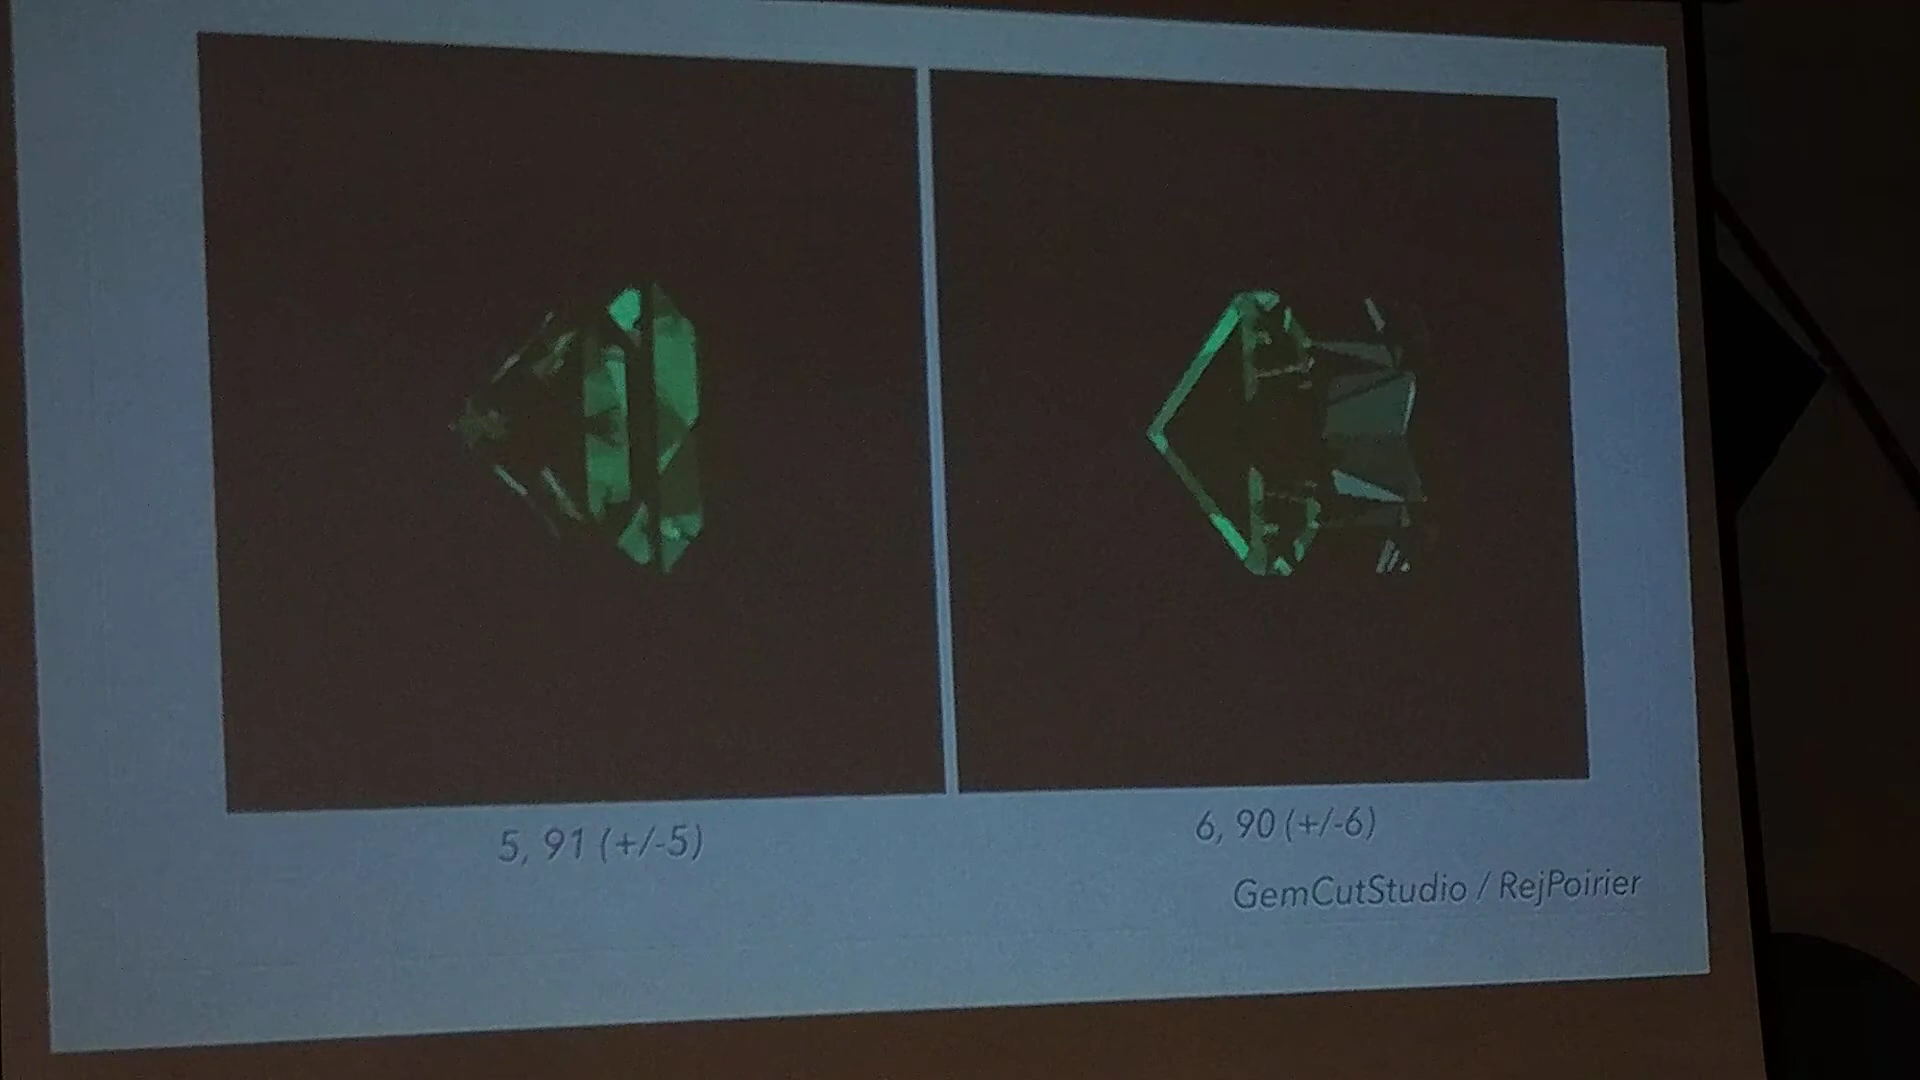 5, 91 (+/-5)
6, 90 (+/-6)
GemCutStudio / RejPoirier